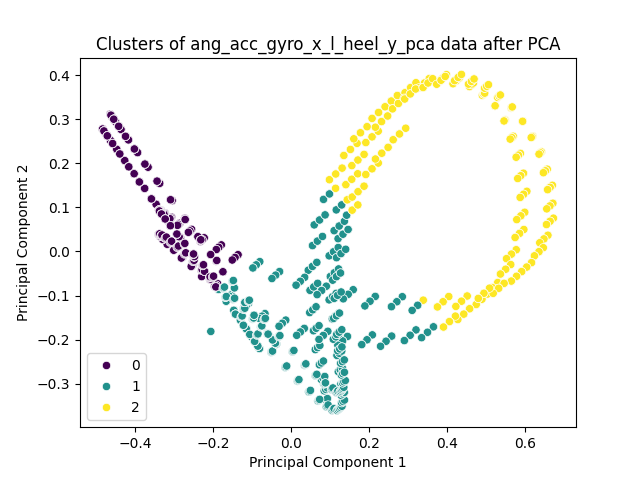 Clusters of ang_acc_gyro_x_l_heel_y_pca data after PCA
Principal Component 2
0.4
0.3
0.2
0.1
0.0
−0.1
−0.2
−0.3
0
1
2
−0.4 −0.2 0.0 0.2 0.4 0.6
Principal Component 1